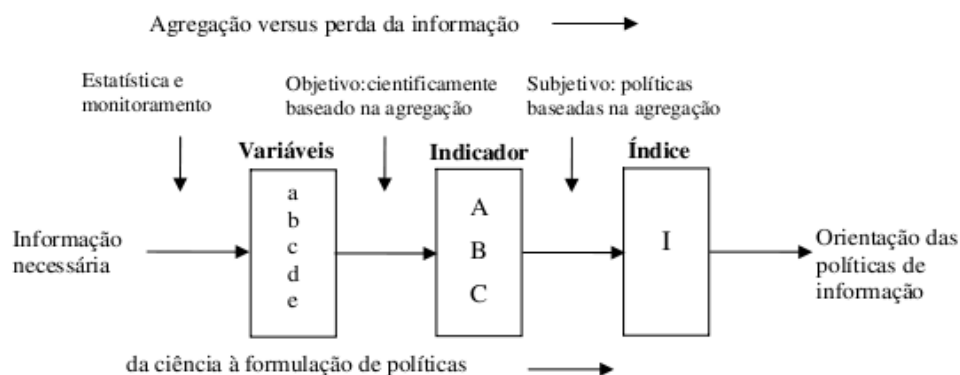 Agregação versus perda da informação
Estatística e
monitoramento
Objetivo:cientificamente
baseado na agregação
Subjetivo: políticas
baseadas na agregação
Variáveis
Indicador
Índice
Informação
necessária
a
b
c
d
e
A
B
C
I
Orientação das
políticas de
informação
da ciência à formulação de políticas